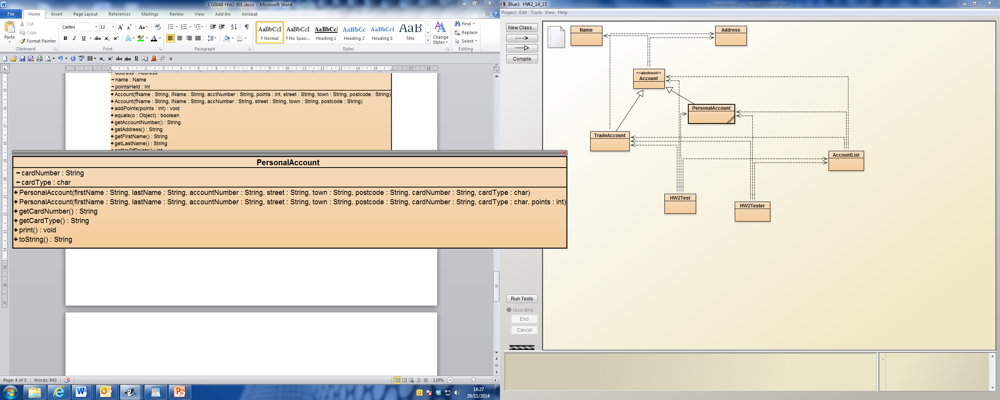 CG0048 HW2 001.docx - Microsoft Word
File Home Insert Page Layout References Mailings Review View Add-Ins Acrobat
Paste
Cut
Copy
Format Painter
Clipboard
Calibri 12
Font
Paragraph
AaBbCcI AaBbCcI AaBbCcI AaBbCc AaBbCcI AaB
¶ Normal ¶ No Spaci... Heading 1 Heading 2 Heading 3 Title
Styles
Change Styles
Find
Replace
Select
Editing
address : Address
− name : Name
− pointsHeld : int
+ Account(fName : String, lName : String, acctNumber : String, points : int, street : String, town : String, postcode : String)
+ Account(fName : String, lName : String, accNumber : String, street : String, town : String, postcode : String)
+ addPoints(points : int) : void
+ equals(o : Object) : boolean
+ getAccountNumber() : String
+ getAddress() : String
+ getFirstName() : String
+ getLastName() : String
+ getNoOfPoints() : int
PersonalAccount
− cardNumber : String
− cardType : char
+ PersonalAccount(firstName : String, lastName : String, accountNumber : String, street : String, town : String, postcode : String, cardNumber : String, cardType : char)
+ PersonalAccount(firstName : String, lastName : String, accountNumber : String, street : String, town : String, postcode : String, cardNumber : String, cardType : char, points : int)
+ getCardNumber() : String
+ getCardType() : String
+ print() : void
+ toString() : String
Page: 4 of 5 Words: 943 120%
14:27
29/11/2014
BlueJ: HW2_14_15
Project Edit Tools View Help
New Class...
Compile
Name
Address
<<abstract>>
Account
PersonalAccount
TradeAccount
AccountList
HW2Test
HW2Tester
Run Tests
recording
End
Cancel